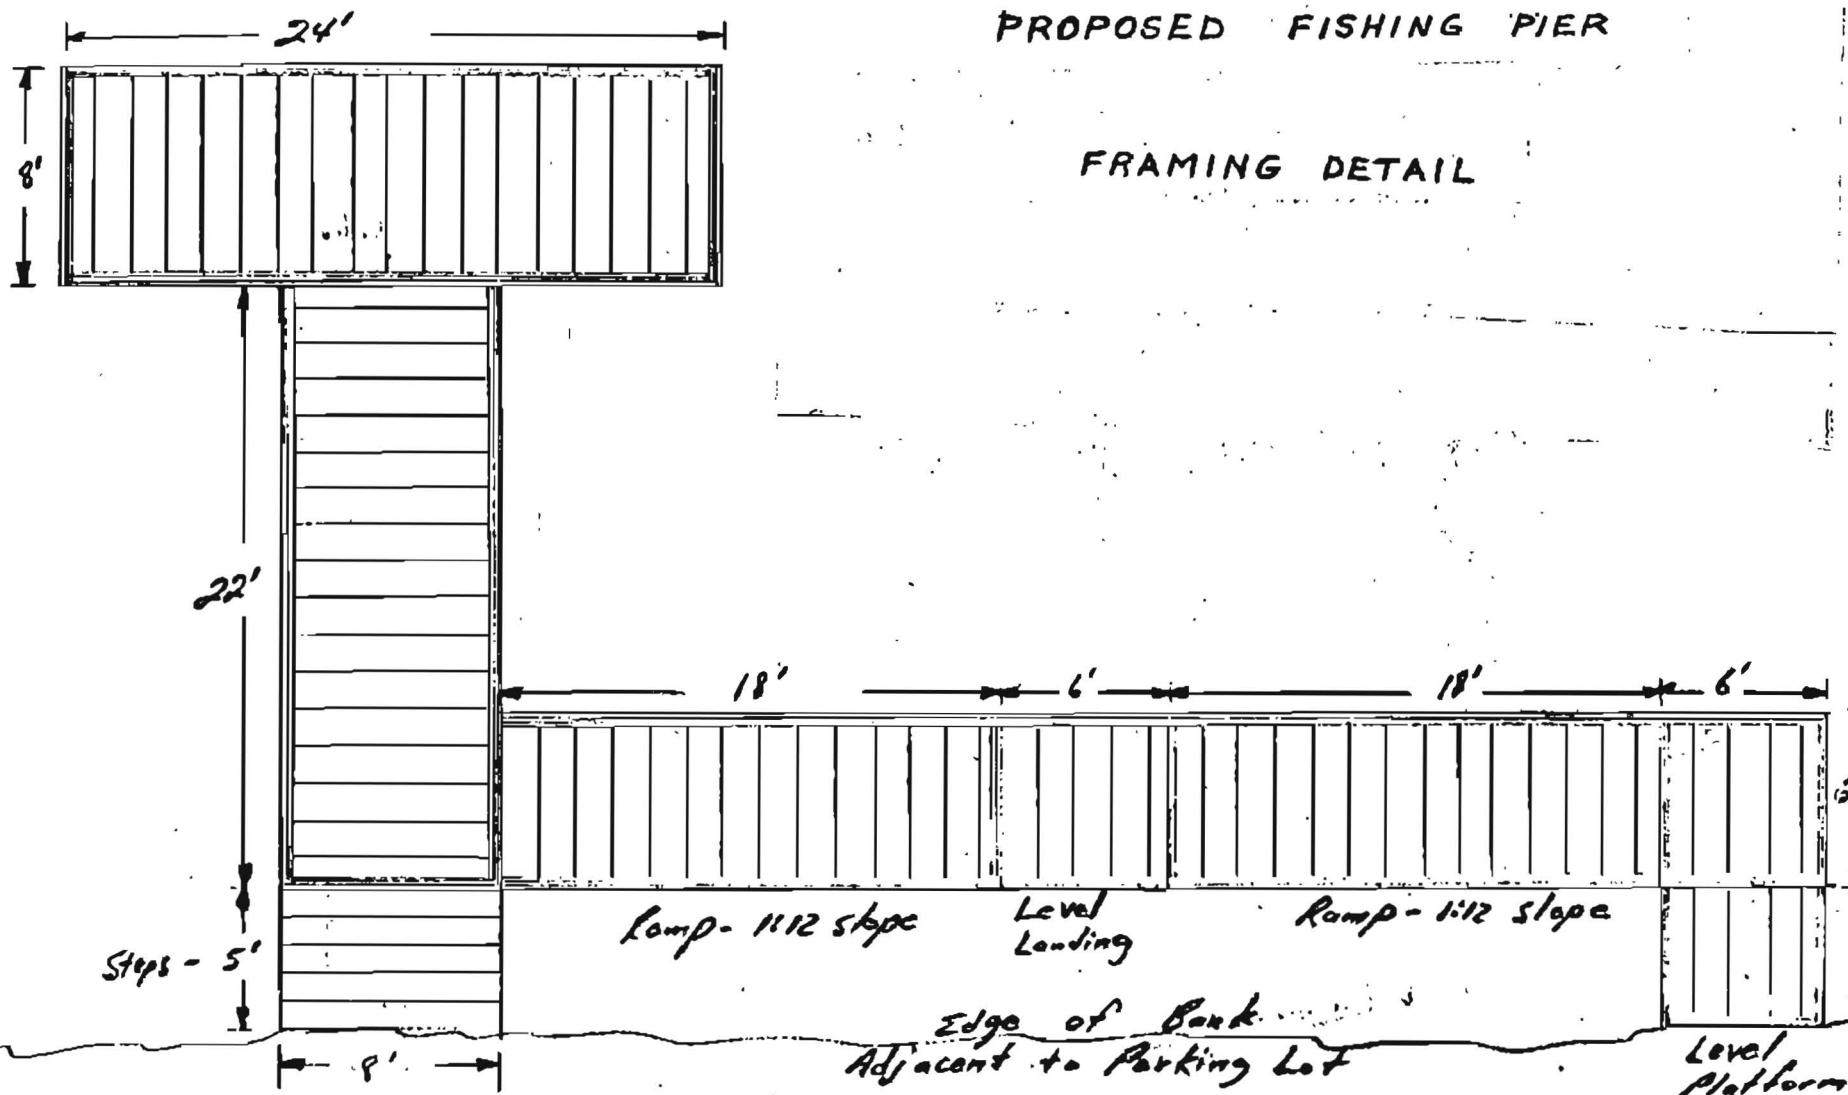 24'
PROPOSED FISHING PIER
8'
FRAMING DETAIL
22'
18'
6'
18'
6'
Ramp - 1:12 slope
Level
Landing
Ramp - 1:12 slope
Steps - 5'
Edge of Bank
Adjacent to Parking Lot
8'
Level
Platform